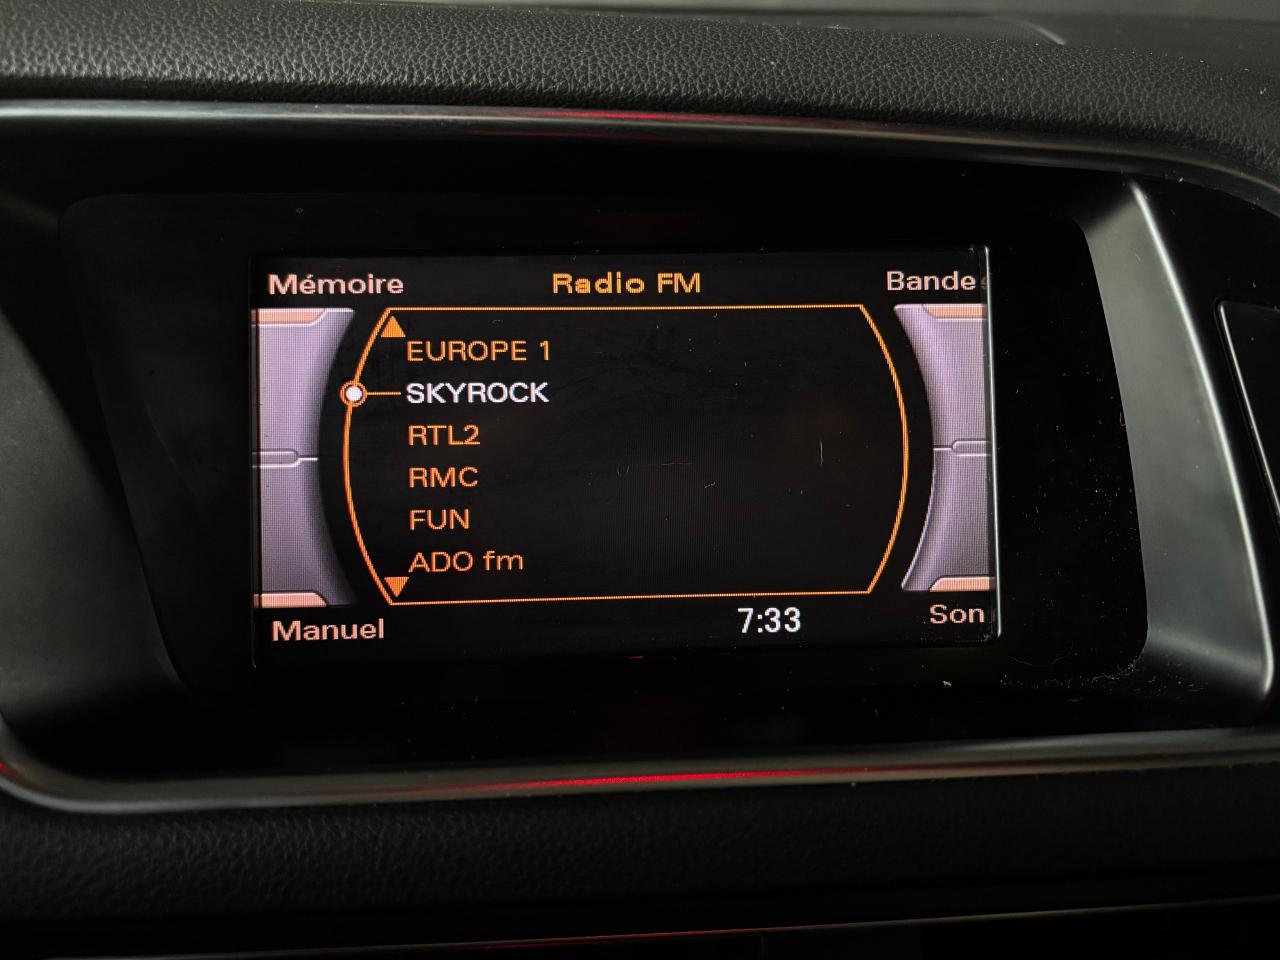 Mémoire Radio FM Bande
EUROPE 1
SKYROCK
RTL2
RMC
FUN
ADO fm
7:33
Manuel Son